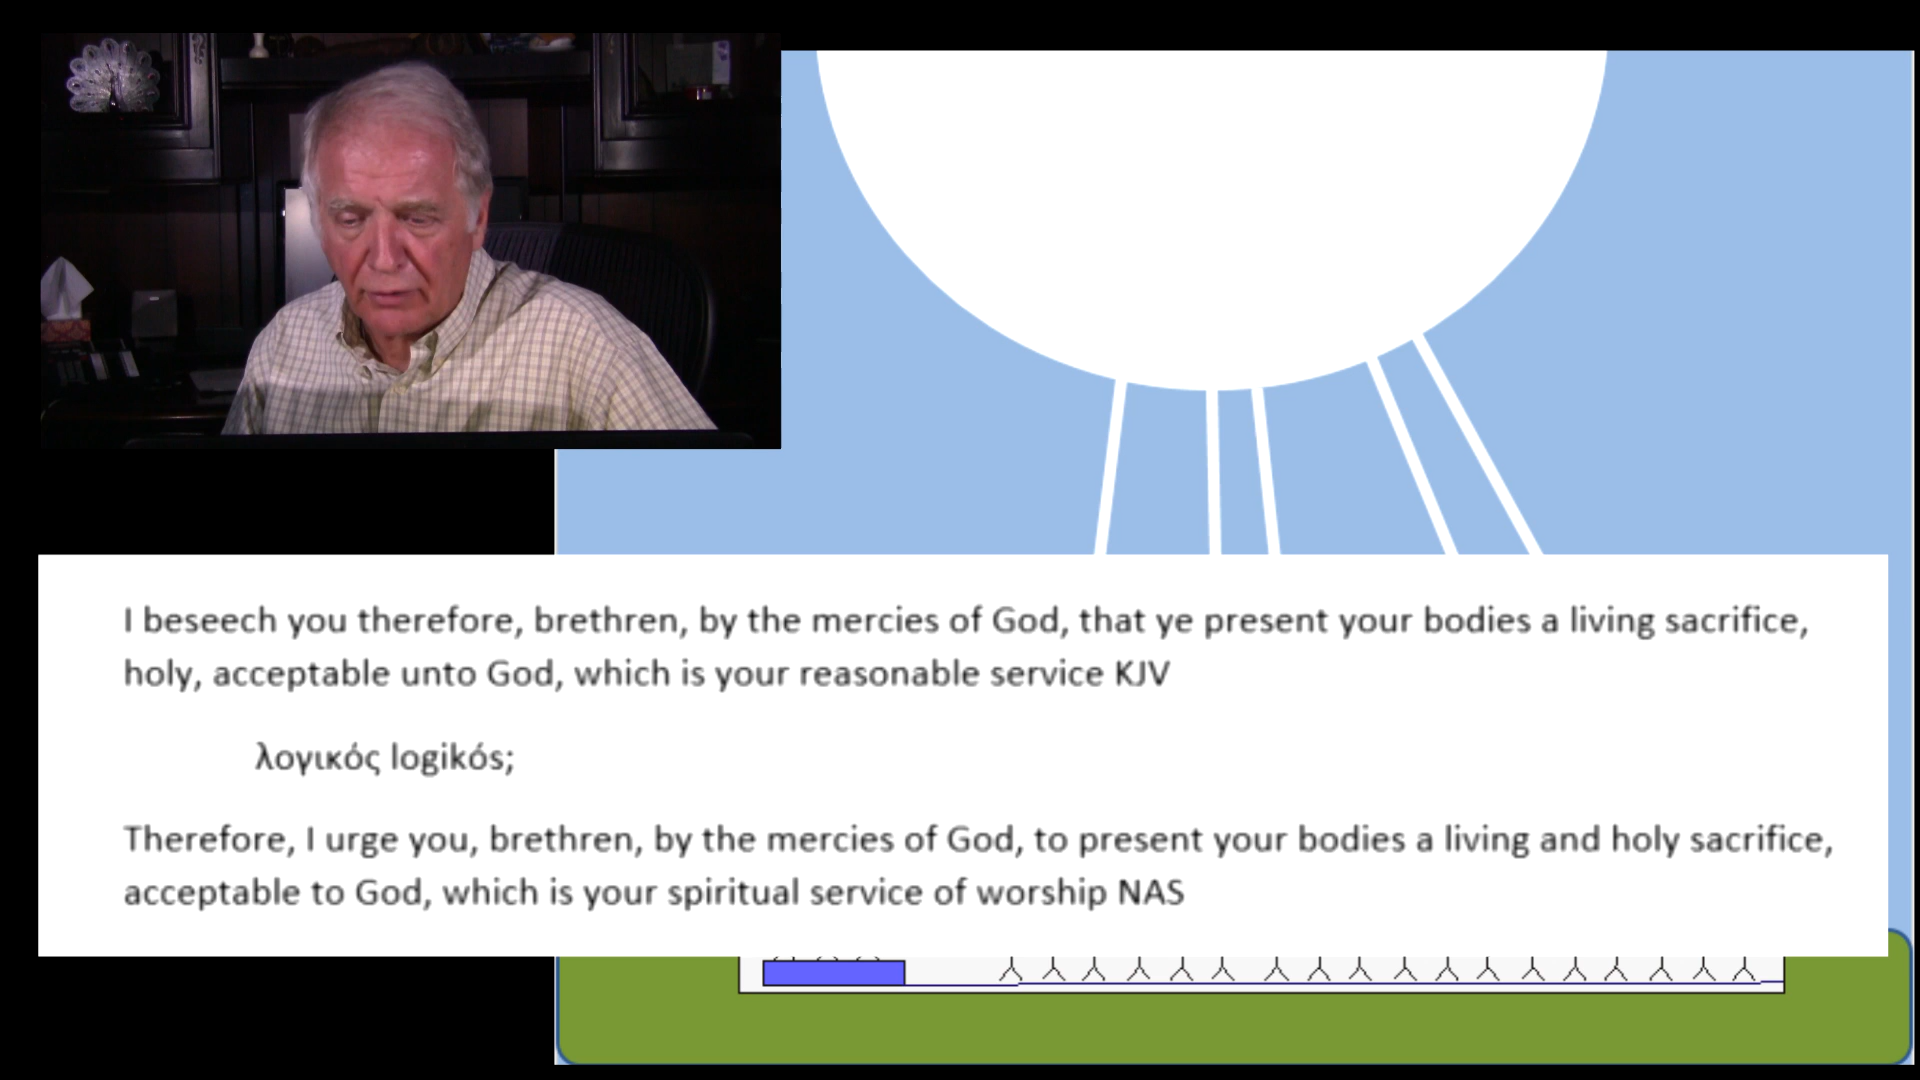 I beseech you therefore, brethren, by the mercies of God, that ye present your bodies a living sacrifice,
holy, acceptable unto God, which is your reasonable service KJV
λογικός logikós;
Therefore, I urge you, brethren, by the mercies of God, to present your bodies a living and holy sacrifice,
acceptable to God, which is your spiritual service of worship NAS